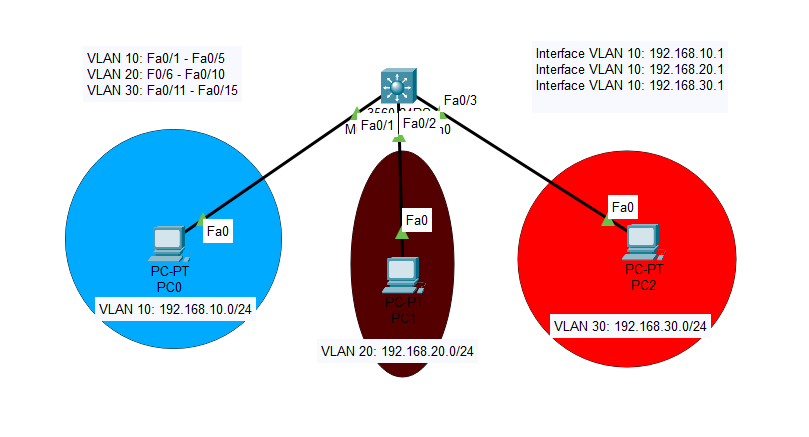 VLAN 10: Fa0/1 - Fa0/5
VLAN 20: F0/6 - Fa0/10
VLAN 30: Fa0/11 - Fa0/15
Interface VLAN 10: 192.168.10.1
Interface VLAN 10: 192.168.20.1
Interface VLAN 10: 192.168.30.1
Fa0/3
Fa0/1
Fa0/2
Fa0
Fa0
Fa0
PC-PT
PC0
VLAN 10: 192.168.10.0/24
PC-PT
PC1
VLAN 20: 192.168.20.0/24
PC-PT
PC2
VLAN 30: 192.168.30.0/24